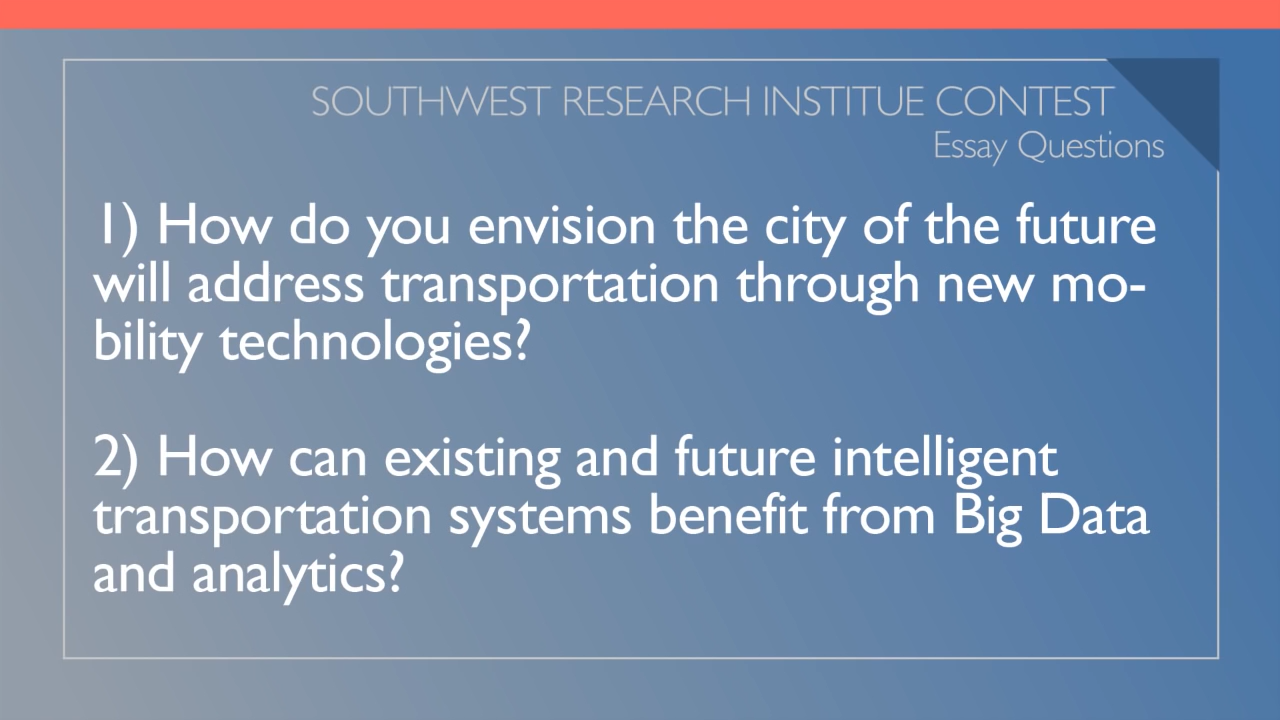 SOUTHWEST RESEARCH INSTITUE CONTEST
Essay Questions
1) How do you envision the city of the future
will address transportation through new mo-
bility technologies?
2) How can existing and future intelligent
transportation systems benefit from Big Data
and analytics?